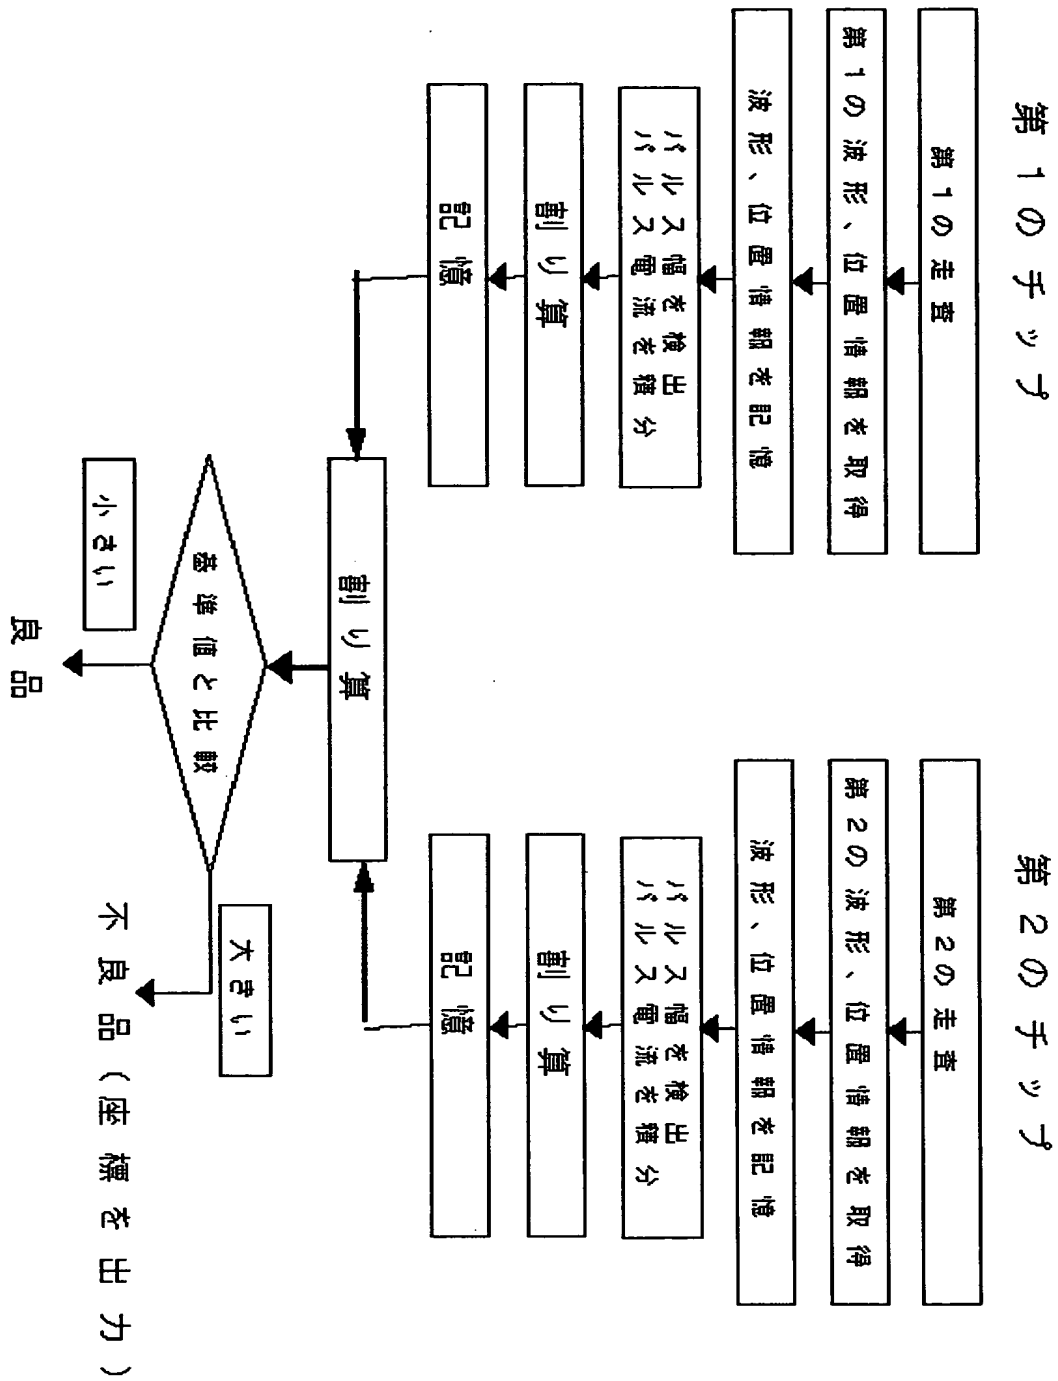 第1のチップ
第1の走査
第1の波形、位置情報を取得
波形、位置情報を記憶
パルス幅を検出
パルス電流を積分
割り算
記憶
第2のチップ
第2の走査
第2の波形、位置情報を取得
波形、位置情報を記憶
パルス幅を検出
パルス電流を積分
割り算
記憶
割り算
基準値と比較
小さい
良品
大きい
不良品(座標を出力)